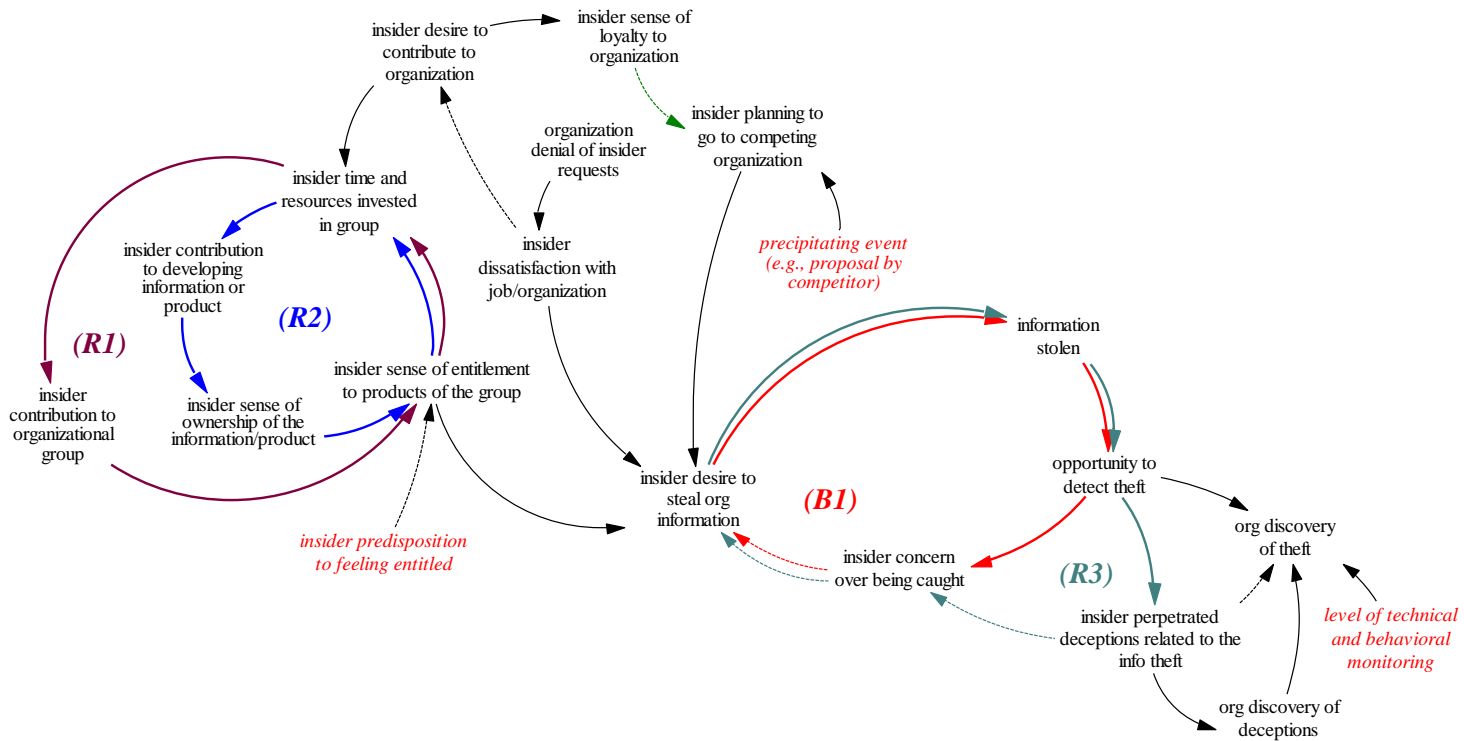 insider desire to
contribute to
organization
insider sense of
loyalty to
organization
insider planning to
go to competing
organization
organization
denial of insider
requests
insider time and
resources invested
in group
insider contribution
to developing
information or
product
insider
dissatisfaction with
job/organization
precipitating event
(e.g., proposal by
competitor)
(R1)
(R2)
information
stolen
insider sense of entitlement
to products of the group
insider
contribution to
organizational
group
insider sense of
ownership of the
information/product
insider desire to
steal org
information
(B1)
opportunity to
detect theft
insider predisposition
to feeling entitled
insider concern
over being caught
(R3)
org discovery
of theft
insider perpetrated
deceptions related to the
info theft
level of technical
and behavioral
monitoring
org discovery of
deceptions